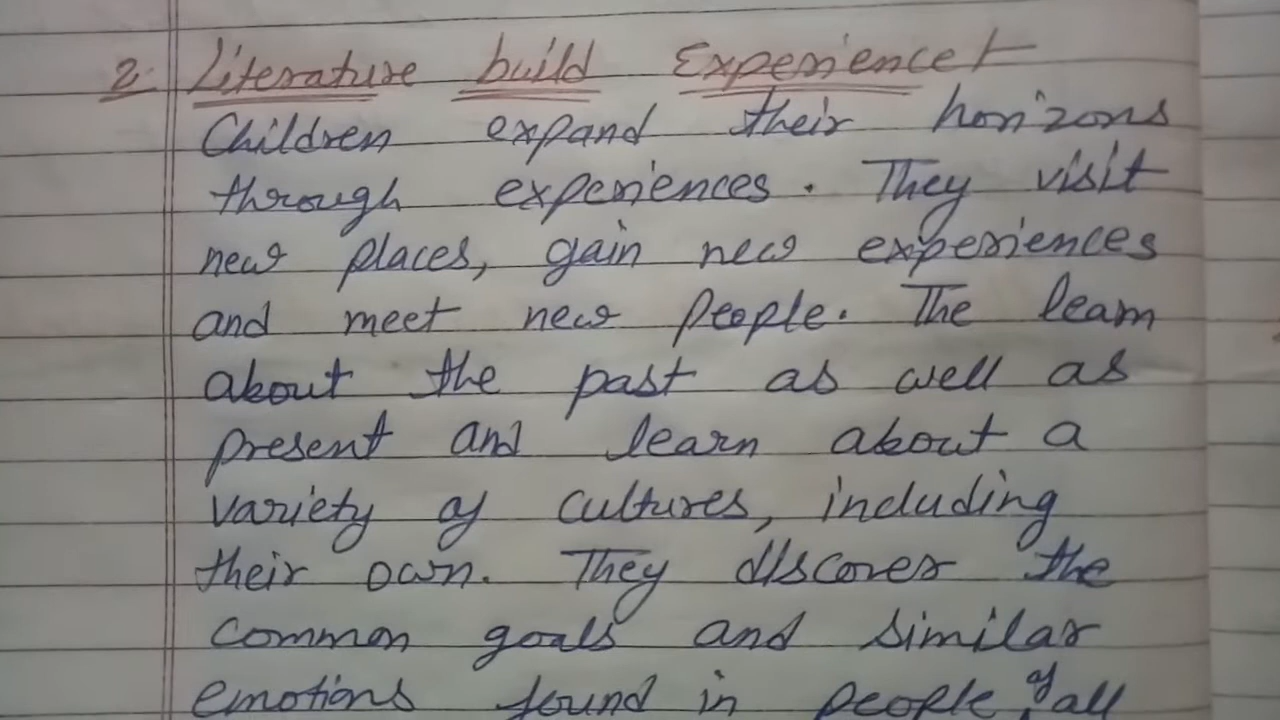 2. Literature build Experience :-
Children expand their horizons
through experiences. They visit
new places, gain new experiences
and meet new people. The learn
about the past as well as
present and learn about a
variety of cultures, including
their own. They discover the
common goals and similar
emotions found in people of all